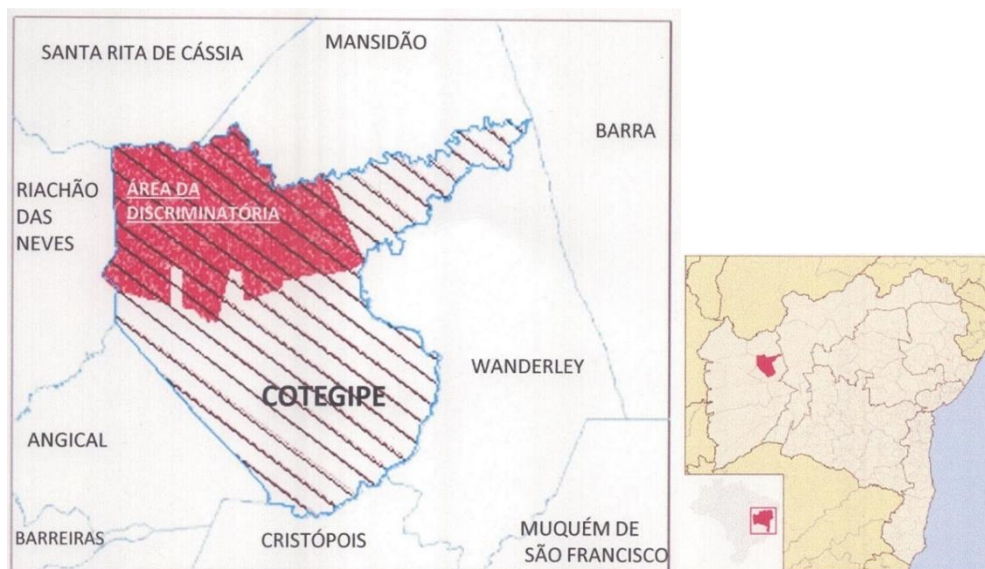 SANTA RITA DE CÁSSIA
MANSIDÃO
BARRA
RIACHÃO
DAS
NEVES
ÁREA DA
DISCRIMINATÓRIA
WANDERLEY
COTEGIPE
ANGICAL
BARREIRAS
CRISTÓPOIS
MUQUÉM DE
SÃO FRANCISCO